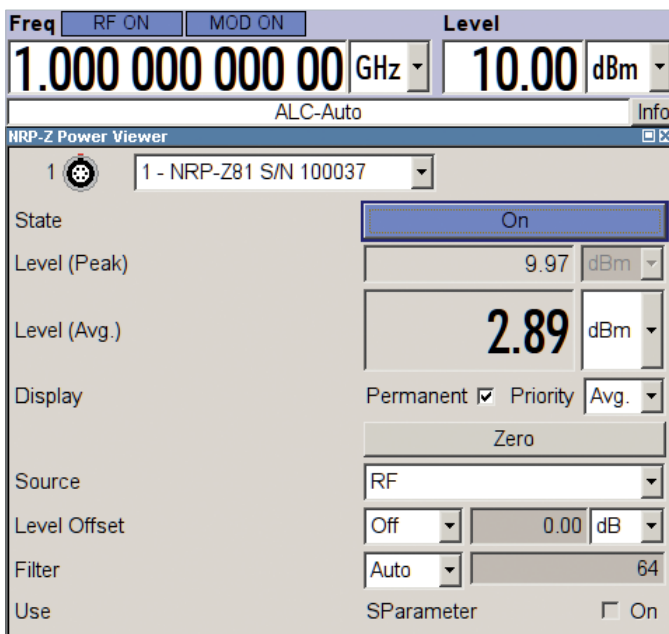 Freq RF ON MOD ON Level
1.000 000 000 00 GHz 10.00 dBm
ALC-Auto Info
NRP-Z Power Viewer
1 1 - NRP-Z81 S/N 100037
State On
Level (Peak) 9.97 dBm
Level (Avg.) 2.89 dBm
Display Permanent Priority Avg.
Zero
Source RF
Level Offset Off 0.00 dB
Filter Auto 64
Use SParameter On